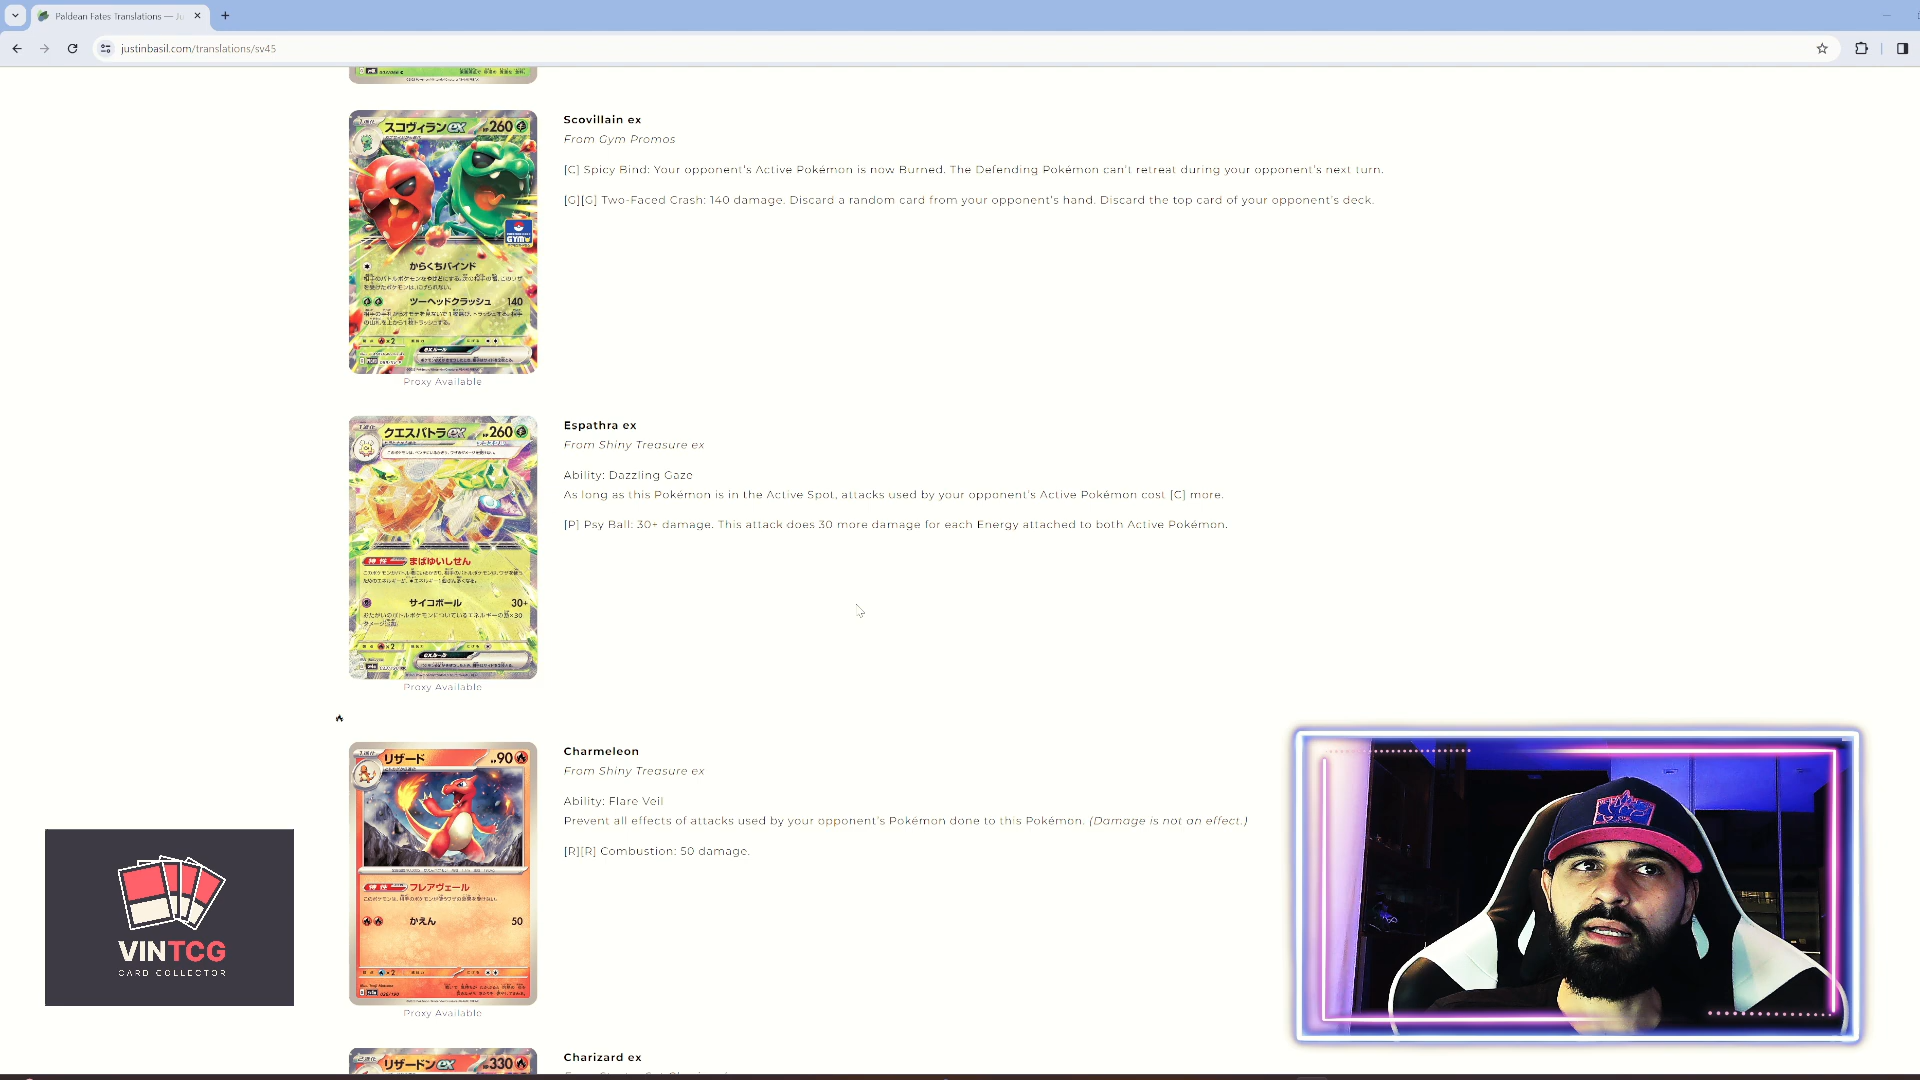 Paldean Fates Translations — Ju
justinbasil.com/translations/sv45
スコヴィランex
260
GYM
からくちバインド
ツーヘッドクラッシュ 140
Proxy Available
Scovillain ex
From Gym Promos
[C] Spicy Bind: Your opponent's Active Pokémon is now Burned. The Defending Pokémon can't retreat during your opponent's next turn.
[G][G] Two-Faced Crash: 140 damage. Discard a random card from your opponent's hand. Discard the top card of your opponent's deck.
クエスパトラex
260
まばゆいしせん
サイコボール 30+
Proxy Available
Espathra ex
From Shiny Treasure ex
Ability: Dazzling Gaze
As long as this Pokémon is in the Active Spot, attacks used by your opponent's Active Pokémon cost [C] more.
[P] Psy Ball: 30+ damage. This attack does 30 more damage for each Energy attached to both Active Pokémon.
リザード
90
フレアヴェール
かえん 50
Proxy Available
Charmeleon
From Shiny Treasure ex
Ability: Flare Veil
Prevent all effects of attacks used by your opponent's Pokémon done to this Pokémon. (Damage is not an effect.)
[R][R] Combustion: 50 damage.
リザードンex
330
Charizard ex
VINTCG
CARD COLLECTOR